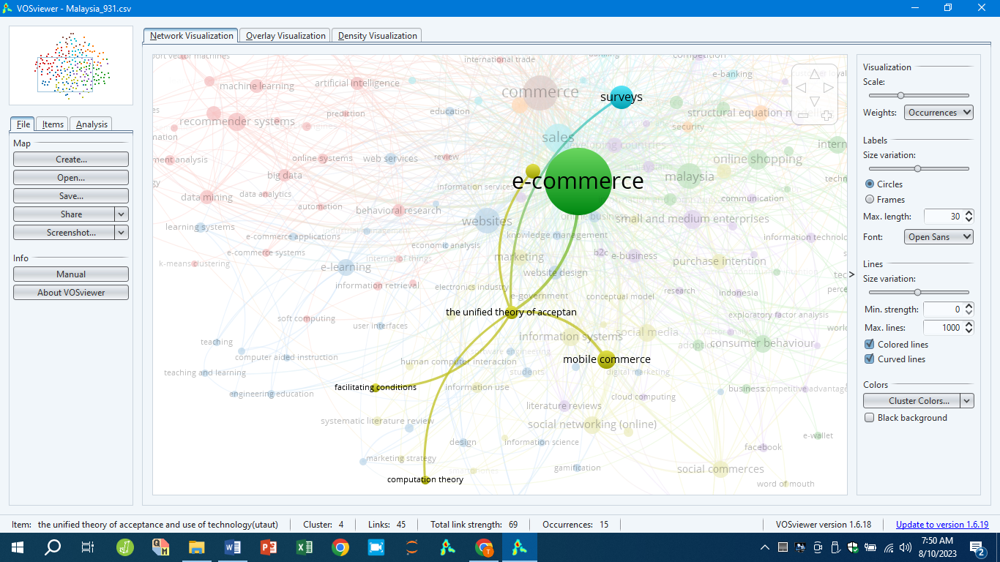 VOSviewer - Malaysia_931.csv
Network Visualization
Overlay Visualization
Density Visualization
File
Items
Analysis
Map
Create...
Open...
Save...
Share
Screenshot...
Info
Manual
About VOSviewer
port vector machines
international trade
banking
competition
machine learning
artificial intelligence
commerce
surveys
e-banking
customer loyal
education
prediction
recommender systems
structural equation modeling
security
sales
developing countries
intern
ment analysis
online systems
web services
review
online shopping
big data
e-commerce
malaysia
techn
data mining
data analytics
information services
communication
automation
behavioral research
websites
online business
small and medium enterprises
learning systems
industrial management
e-commerce applications
knowledge management
information technolo
economic analysis
e-commerce systems
internet of things
marketing
b2c
e-business
purchase intention
k-means clustering
e-learning
website design
continuance intention
tec
information retrieval
electronics industry
perce
e-government
conceptual model
research
indonesia
the unified theory of acceptan
soft computing
user interfaces
exploratory factor analysis
information systems
social media
factor analysis
world
teaching
adoption
consumer behaviour
computer aided instruction
software engineering
mobile commerce
human computer interaction
teaching and learning
students
digital marketing
facilitating conditions
information use
business
competitive advantage
engineering education
cloud computing
literature reviews
systematic literature review
social networking (online)
e-wallet
design
information science
facebook
marketing strategy
gamification
smartphones
social commerces
computation theory
word of mouth
Visualization
Scale:
Weights:
Occurrences
Labels
Size variation:
Circles
Frames
Max. length:
30
Font:
Open Sans
Lines
Size variation:
Min. strength:
0
Max. lines:
1000
Colored lines
Curved lines
Colors
Cluster Colors...
Black background
Item: the unified theory of acceptance and use of technology(utaut)
Cluster: 4
Links: 45
Total link strength: 69
Occurrences: 15
VOSviewer version 1.6.18
Update to version 1.6.19
7:50 AM
8/10/2023
2